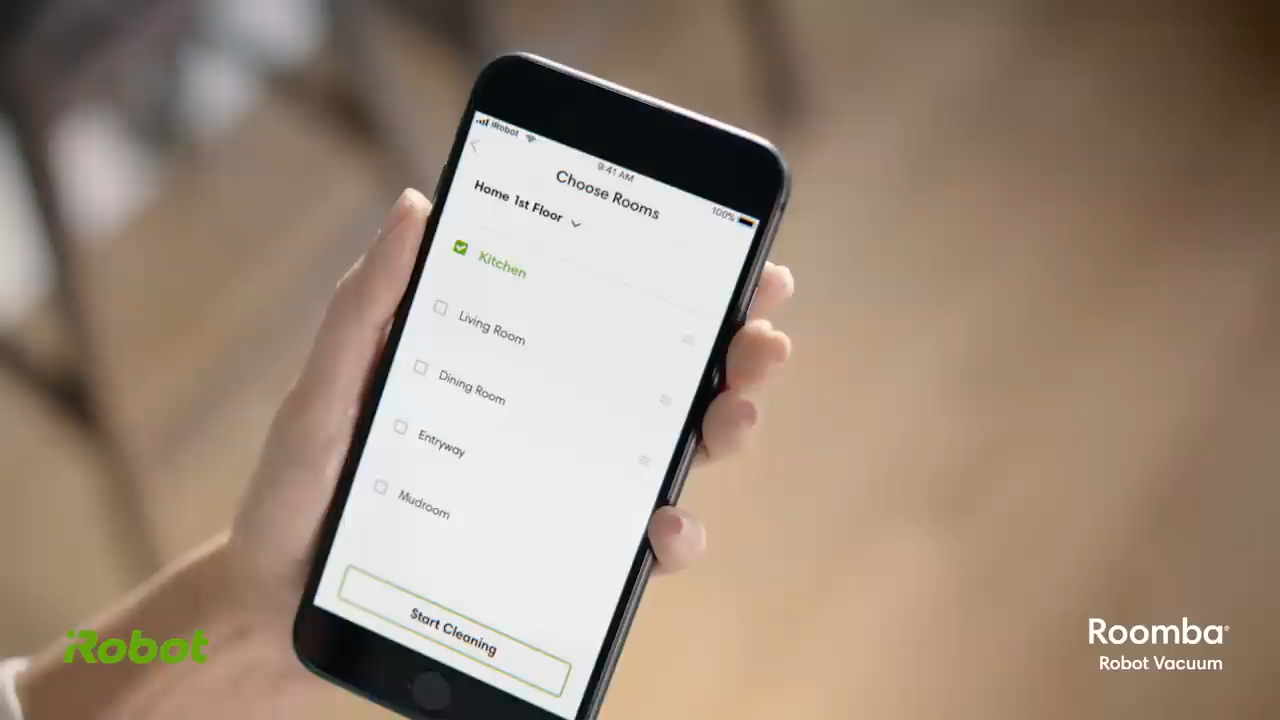 iRobot
9:41 AM
100%
Choose Rooms
Home 1st Floor
Kitchen
Living Room
Dining Room
Entryway
Mudroom
Start Cleaning
iRobot
Roomba®
Robot Vacuum